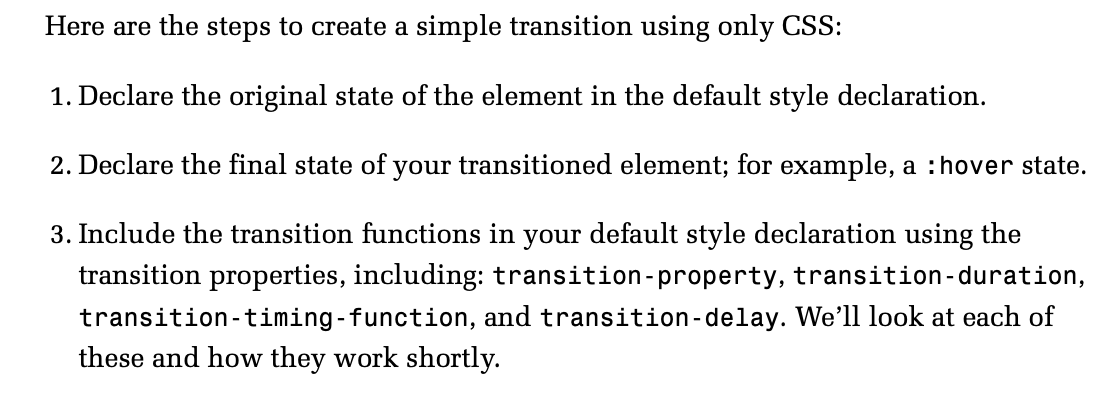 Here are the steps to create a simple transition using only CSS:
1. Declare the original state of the element in the default style declaration.
2. Declare the final state of your transitioned element; for example, a :hover state.
3. Include the transition functions in your default style declaration using the
transition properties, including: transition-property, transition-duration,
transition-timing-function, and transition-delay. We’ll look at each of
these and how they work shortly.